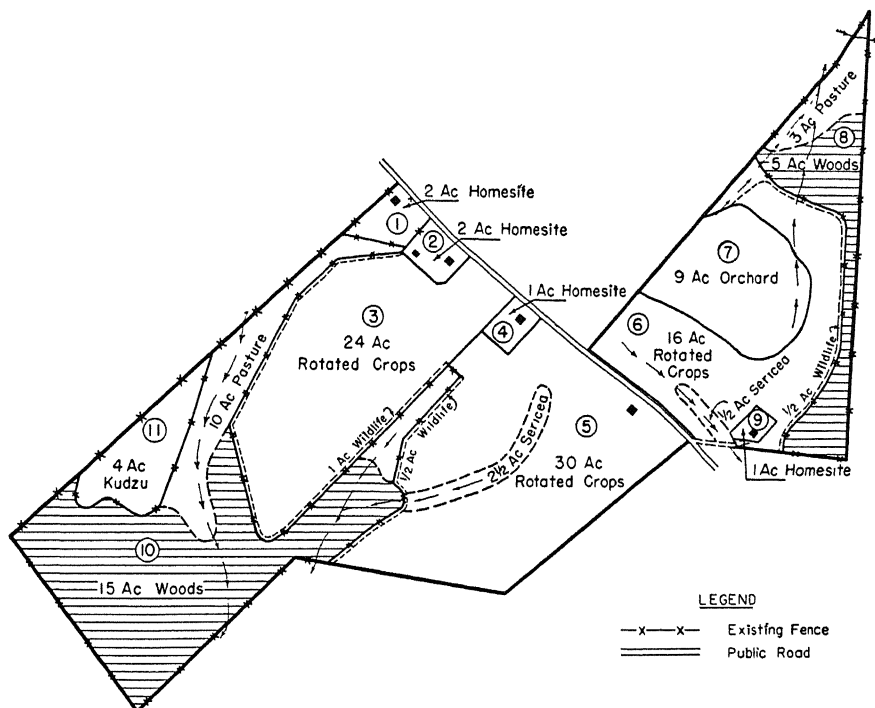 3 Ac Pasture
8
5 Ac Woods
2 Ac Homesite
1
2 Ac Homesite
2
7
9 Ac Orchard
1 Ac Homesite
4
3
24 Ac
Rotated Crops
6
16 Ac
Rotated
Crops
10 Ac Pasture
1/2 Ac Sericea
1/2 Ac Wildlife
1 Ac Wildlife
1/2 Ac
Wildlife
2 1/2 Ac Sericea
5
30 Ac
Rotated Crops
9
1 Ac Homesite
11
4 Ac
Kudzu
10
15 Ac Woods
LEGEND
x x Existing Fence
Public Road